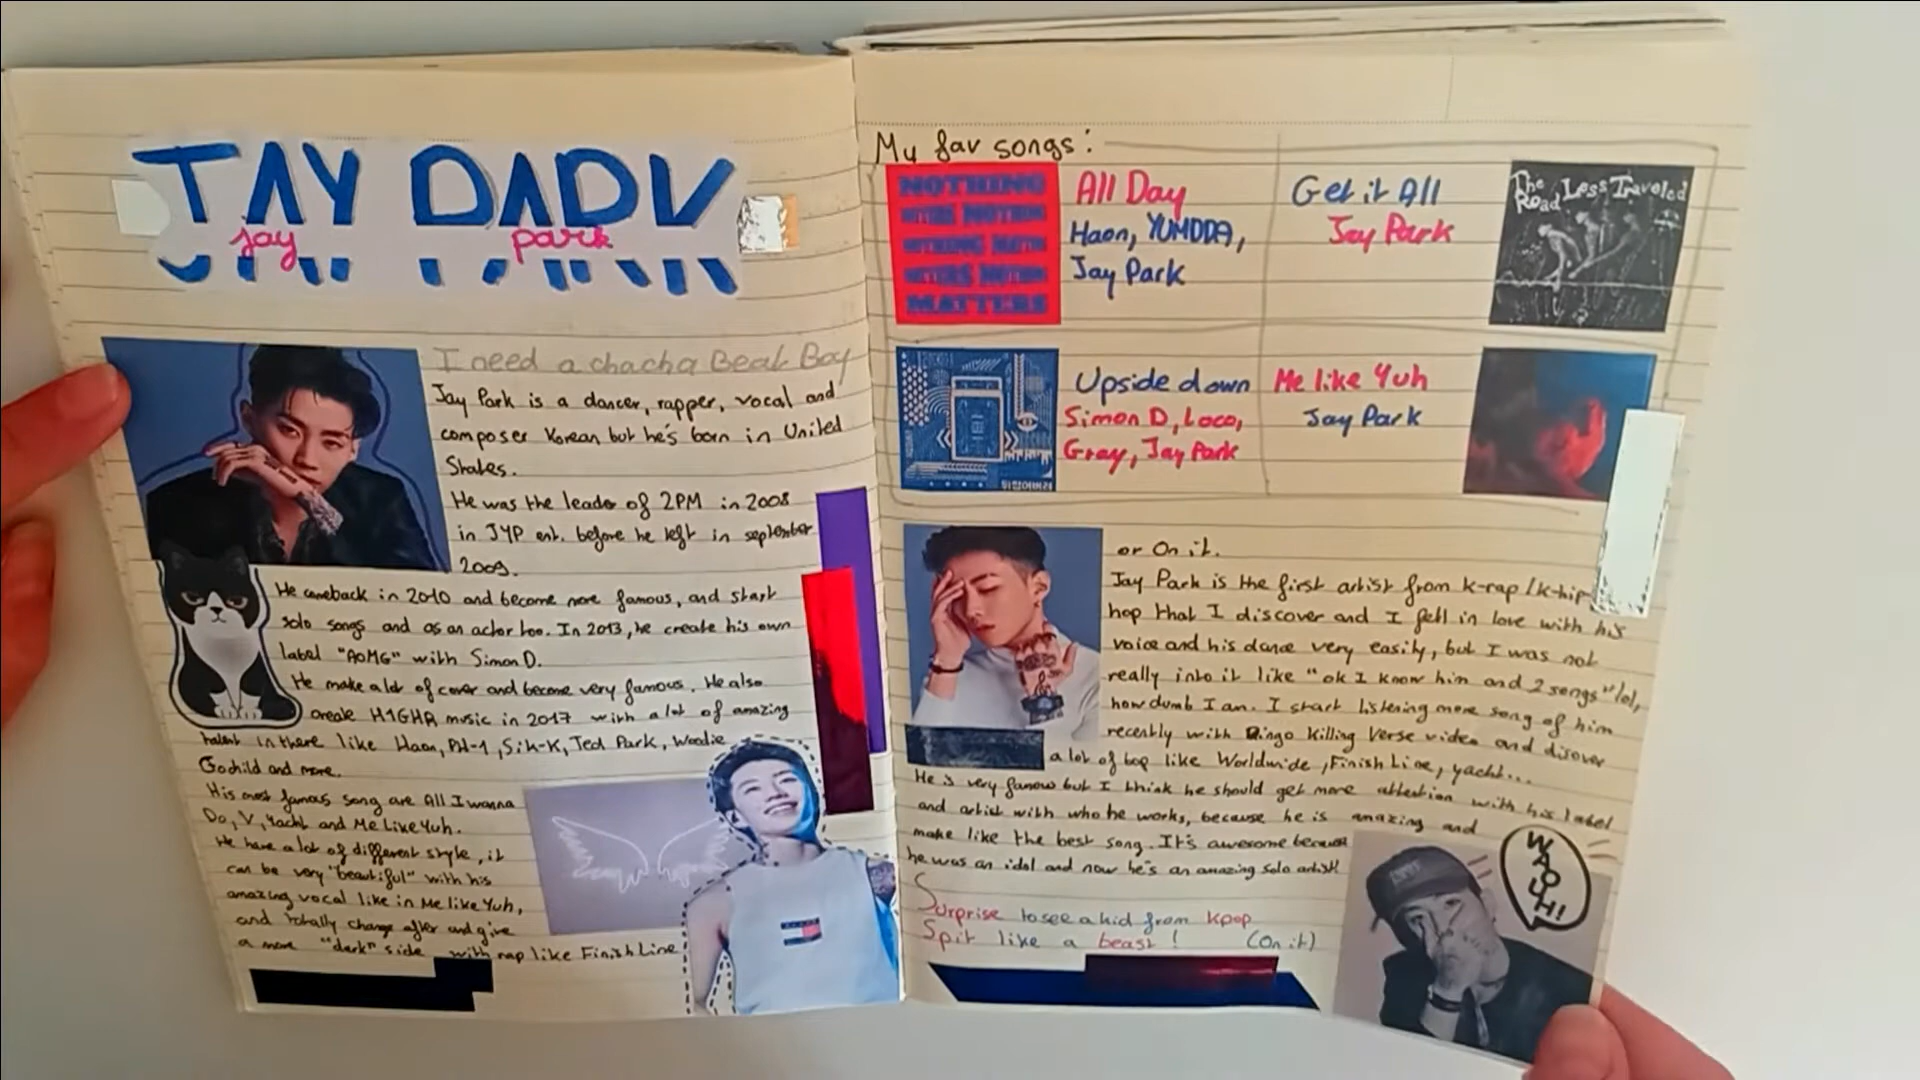 JAY PARK
jay park
I need a chacha Beat Boy
Jay Park is a dancer, rapper, vocal and
composer Korean but he's born in United
States.
He was the leader of 2PM in 2008
in JYP ent. before he left in september
2009.
He comeback in 2010 and become more famous, and start
solo songs and as an actor too. In 2013, he create his own
label "AOMG" with Simon D.
He make a lot of cover and become very famous. He also
create H1GHR music in 2017 with a lot of amazing
talent in there like Haon, PH-1, Sik-K, Ted Park, Woodie
Gochild and more.
His most famous song are All I wanna
Do, V, Yacht and Me Like Yuh.
He have a lot of different style, it
can be very "beautiful" with his
amazing vocal like in Me like Yuh,
and totally change after and give
a more "dark" side with rap like Finish Line
My fav songs:
NOTHING
MATTERS
All Day
Haon, YUMDDA,
Jay Park
Get it All
Jay Park
The Road Less Traveled
Upside down
Simon D, Loco,
Gray, Jay Park
Me like Yuh
Jay Park
or On it.
Jay Park is the first artist from k-rap/k-hip
hop that I discover and I fell in love with his
voice and his dance very easily, but I was not
really into it like "ok I know him and 2 songs" lol,
how dumb I am. I start listening more song of him
recently with Dingo Killing Verse video and disover
a lot of bop like Worldwide, Finish Line, yacht...
He is very famow but I think he should get more attention with his label
and artist with who he works, because he is amazing and
make like the best song. It's awesome because
he was an idol and now he's an amazing solo artist!
Surprise to see a kid from kpop
Spit like a beast! (On it)
WAOUH!